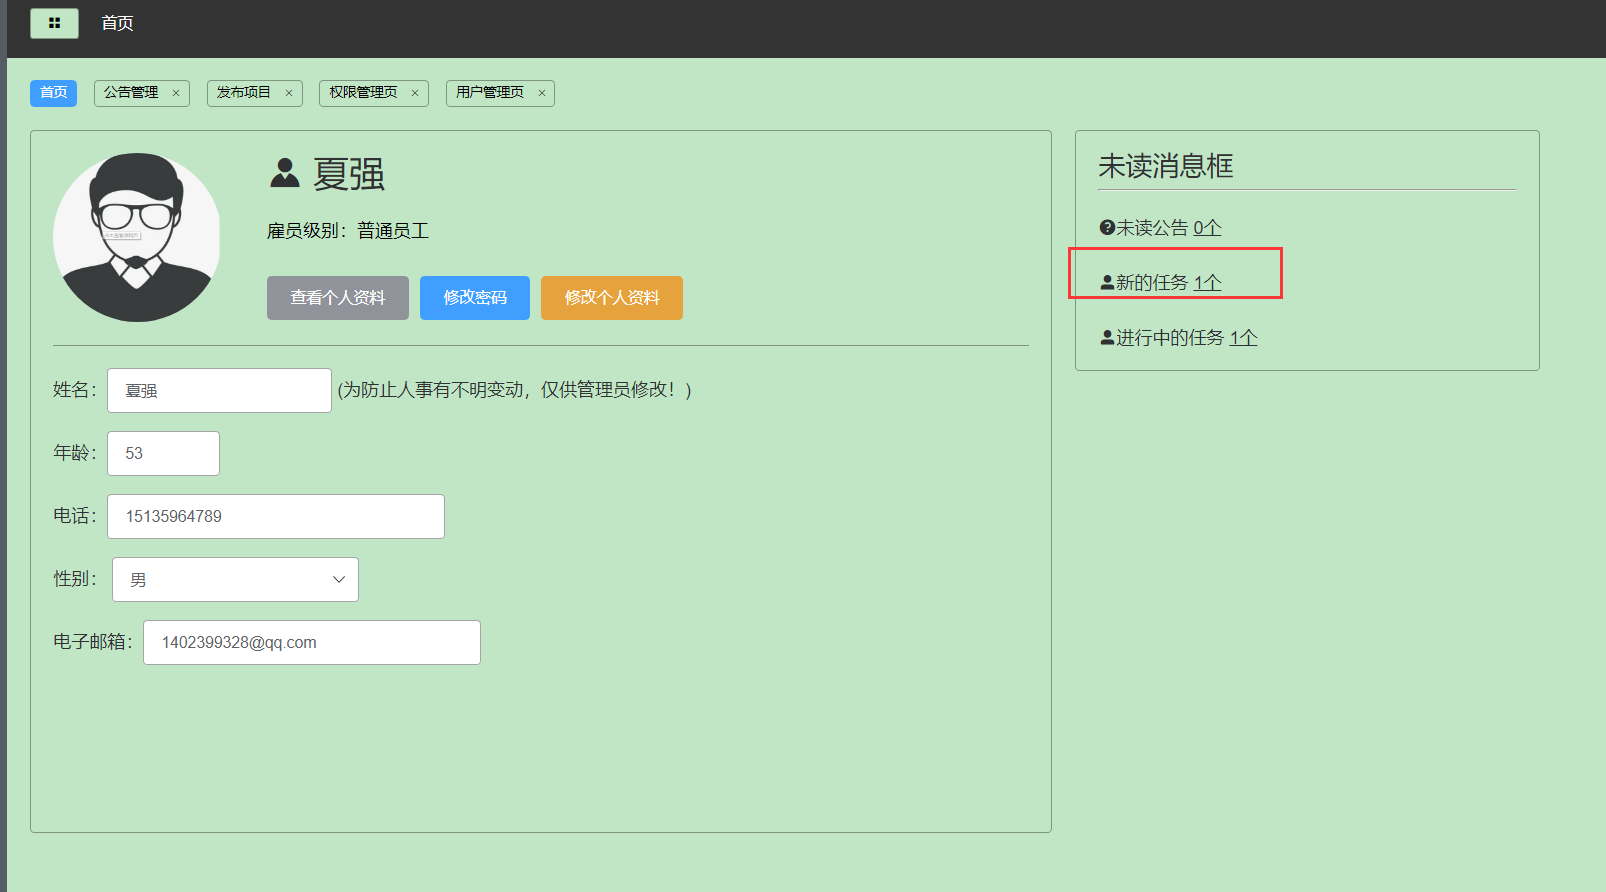 首页
首页
公告管理 ×
发布项目 ×
权限管理页 ×
用户管理页 ×
夏强
雇员级别：普通员工
查看个人资料
修改密码
修改个人资料
姓名： 夏强 (为防止人事有不明变动，仅供管理员修改！)
年龄： 53
电话： 15135964789
性别： 男
电子邮箱： 1402399328@qq.com
未读消息框
未读公告 0个
新的任务 1个
进行中的任务 1个